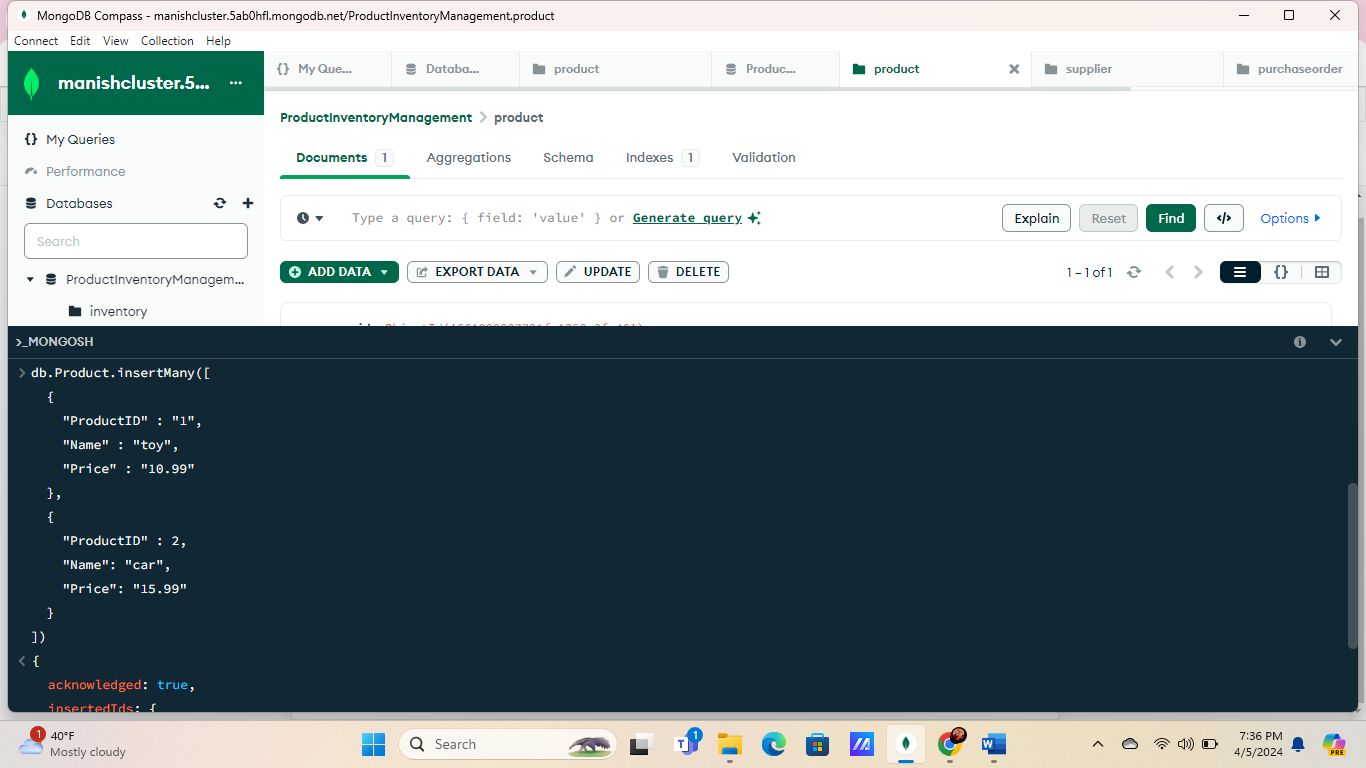 MongoDB Compass - manishcluster.5ab0hfl.mongodb.net/ProductInventoryManagement.product
Connect Edit View Collection Help
manishcluster.5... ...
{} My Que... Databa... product Produc... product supplier purchaseorder
ProductInventoryManagement > product
{} My Queries
Documents 1 Aggregations Schema Indexes 1 Validation
Performance
Databases
Type a query: { field: 'value' } or Generate query Explain Reset Find </> Options
Search
ADD DATA EXPORT DATA UPDATE DELETE 1 – 1 of 1 {}
ProductInventoryManagem...
inventory
>_MONGOSH
> db.Product.insertMany([
{
"ProductID" : "1",
"Name" : "toy",
"Price" : "10.99"
},
{
"ProductID" : 2,
"Name": "car",
"Price": "15.99"
}
])
< {
acknowledged: true,
insertedIds: {
1 40°F
Mostly cloudy
Search
1
7:36 PM
4/5/2024
PRE